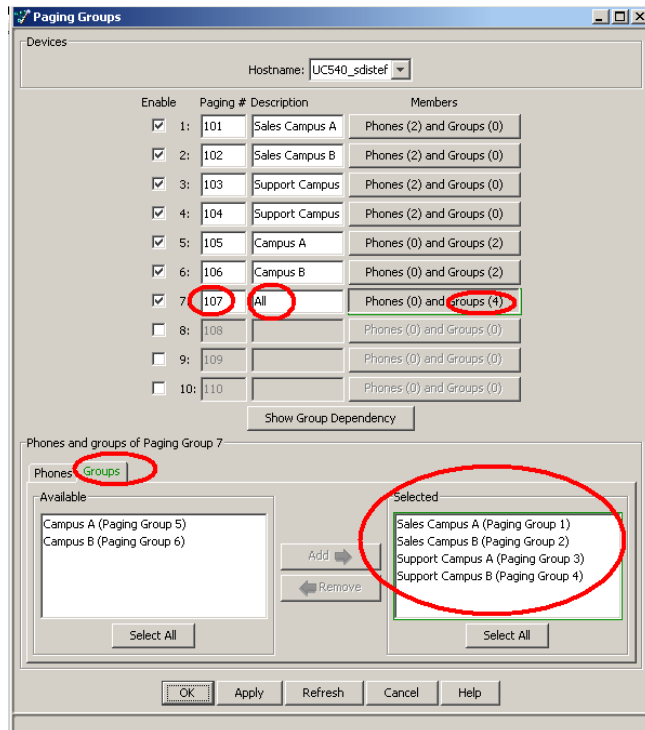 Paging Groups
Devices
Hostname: UC540_sdistef
Enable Paging # Description Members
1: 101 Sales Campus A Phones (2) and Groups (0)
2: 102 Sales Campus B Phones (2) and Groups (0)
3: 103 Support Campus Phones (2) and Groups (0)
4: 104 Support Campus Phones (2) and Groups (0)
5: 105 Campus A Phones (0) and Groups (2)
6: 106 Campus B Phones (0) and Groups (2)
7: 107 All Phones (0) and Groups (4)
8: 108 Phones (0) and Groups (0)
9: 109 Phones (0) and Groups (0)
10: 110 Phones (0) and Groups (0)
Show Group Dependency
Phones and groups of Paging Group 7
Phones Groups
Available
Campus A (Paging Group 5)
Campus B (Paging Group 6)
Select All
Add
Remove
Selected
Sales Campus A (Paging Group 1)
Sales Campus B (Paging Group 2)
Support Campus A (Paging Group 3)
Support Campus B (Paging Group 4)
Select All
OK Apply Refresh Cancel Help